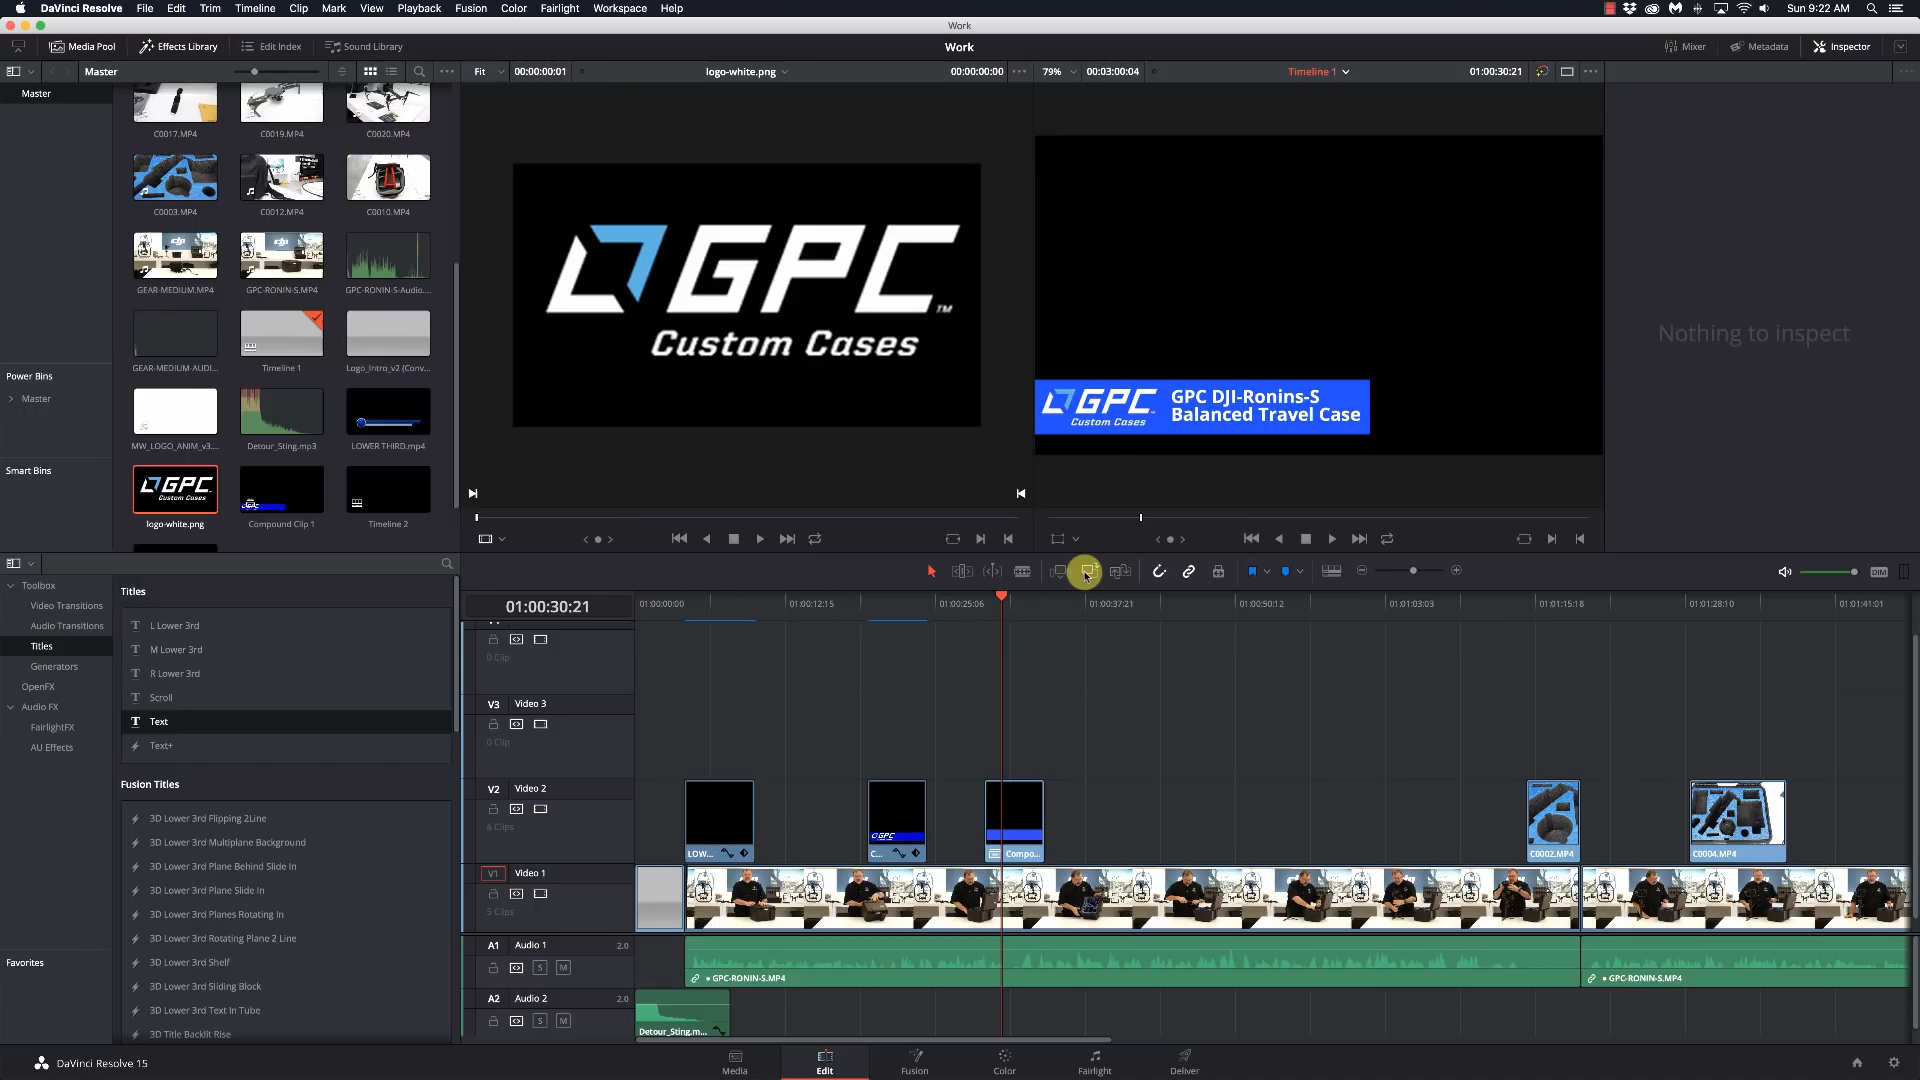 DaVinci Resolve File Edit Trim Timeline Clip Mark View Playback Fusion Color Fairlight Workspace Help
Sun 9:22 AM
Work
Media Pool Effects Library Edit Index Sound Library
Work
Mixer Metadata Inspector
Master
Fit 00:00:00:01 logo-white.png 00:00:00:00
79% 00:03:00:04 Timeline 1 01:00:30:21
Master
C0017.MP4 C0019.MP4 C0020.MP4
C0003.MP4 C0012.MP4 C0010.MP4
GEAR-MEDIUM.MP4 GPC-RONIN-S.MP4 GPC-RONIN-S-Audio....
GEAR-MEDIUM-AUDI... Timeline 1 Logo_Intro_v2 (Conv...
MW_LOGO_ANIM_v3.... Detour_Sting.mp3 LOWER THIRD.mp4
GPC
Custom Cases
logo-white.png Compound Clip 1 Timeline 2
Power Bins
Master
Smart Bins
GPC TM
Custom Cases
GPC
Custom Cases
GPC DJI-Ronins-S
Balanced Travel Case
Nothing to inspect
Toolbox
Video Transitions
Audio Transitions
Titles
Generators
OpenFX
Audio FX
FairlightFX
AU Effects
Favorites
Titles
L Lower 3rd
M Lower 3rd
R Lower 3rd
Scroll
Text
Text+
Fusion Titles
3D Lower 3rd Flipping 2Line
3D Lower 3rd Multiplane Background
3D Lower 3rd Plane Behind Slide In
3D Lower 3rd Plane Slide In
3D Lower 3rd Planes Rotating In
3D Lower 3rd Rotating Plane 2 Line
3D Lower 3rd Shelf
3D Lower 3rd Sliding Block
3D Lower 3rd Text In Tube
3D Title Backlit Rise
DIM
01:00:30:21
01:00:00:00 01:00:12:15 01:00:25:06 01:00:37:21 01:00:50:12 01:01:03:03 01:01:15:18 01:01:28:10 01:01:41:01
0 Clip
V3 Video 3
0 Clip
V2 Video 2
6 Clips
GPC
LOW... C... Compo... C0002.MP4 C0004.MP4
V1 Video 1
5 Clips
A1 Audio 1 2.0
S M
GPC-RONIN-S.MP4 GPC-RONIN-S.MP4
A2 Audio 2 2.0
S M
Detour_Sting.m...
DaVinci Resolve 15
Media Edit Fusion Color Fairlight Deliver